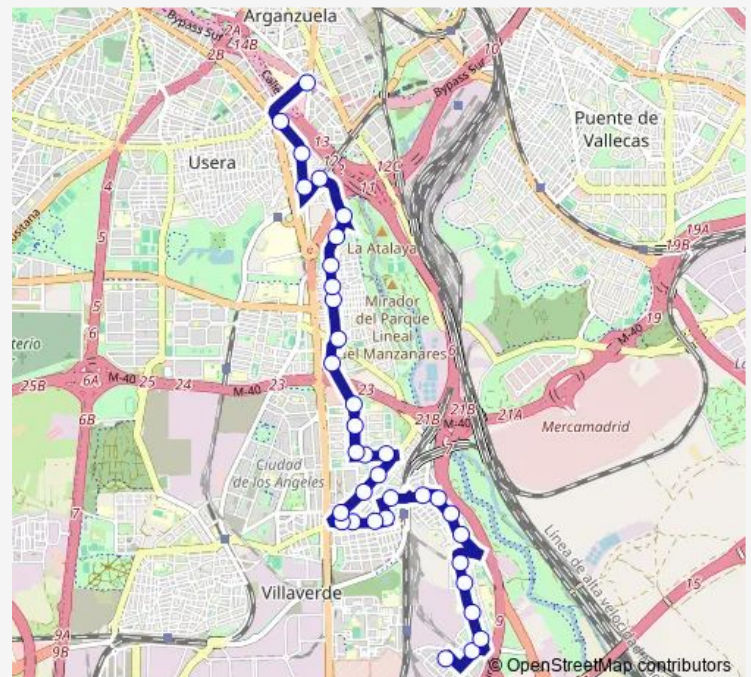 Arganzuela
Bypass Sur
2A
14B
2B
Calle
10
Bypass Sur
Puente de
Vallecas
13
12C
11
Usera
4
5
La Atalaya
19A
19B
Mirador
del Parque
Lineal
del Manzanares
5
6
19
M-40
6
25B
6A
M-40
25
24
23
M-40
23
6B
21B
21B
M-40
21A
Mercamadrid
Ciudad
de los Ángeles
7
Línea de alta velocidad
15
Villaverde
9
9A
9B
© OpenStreetMap contributors